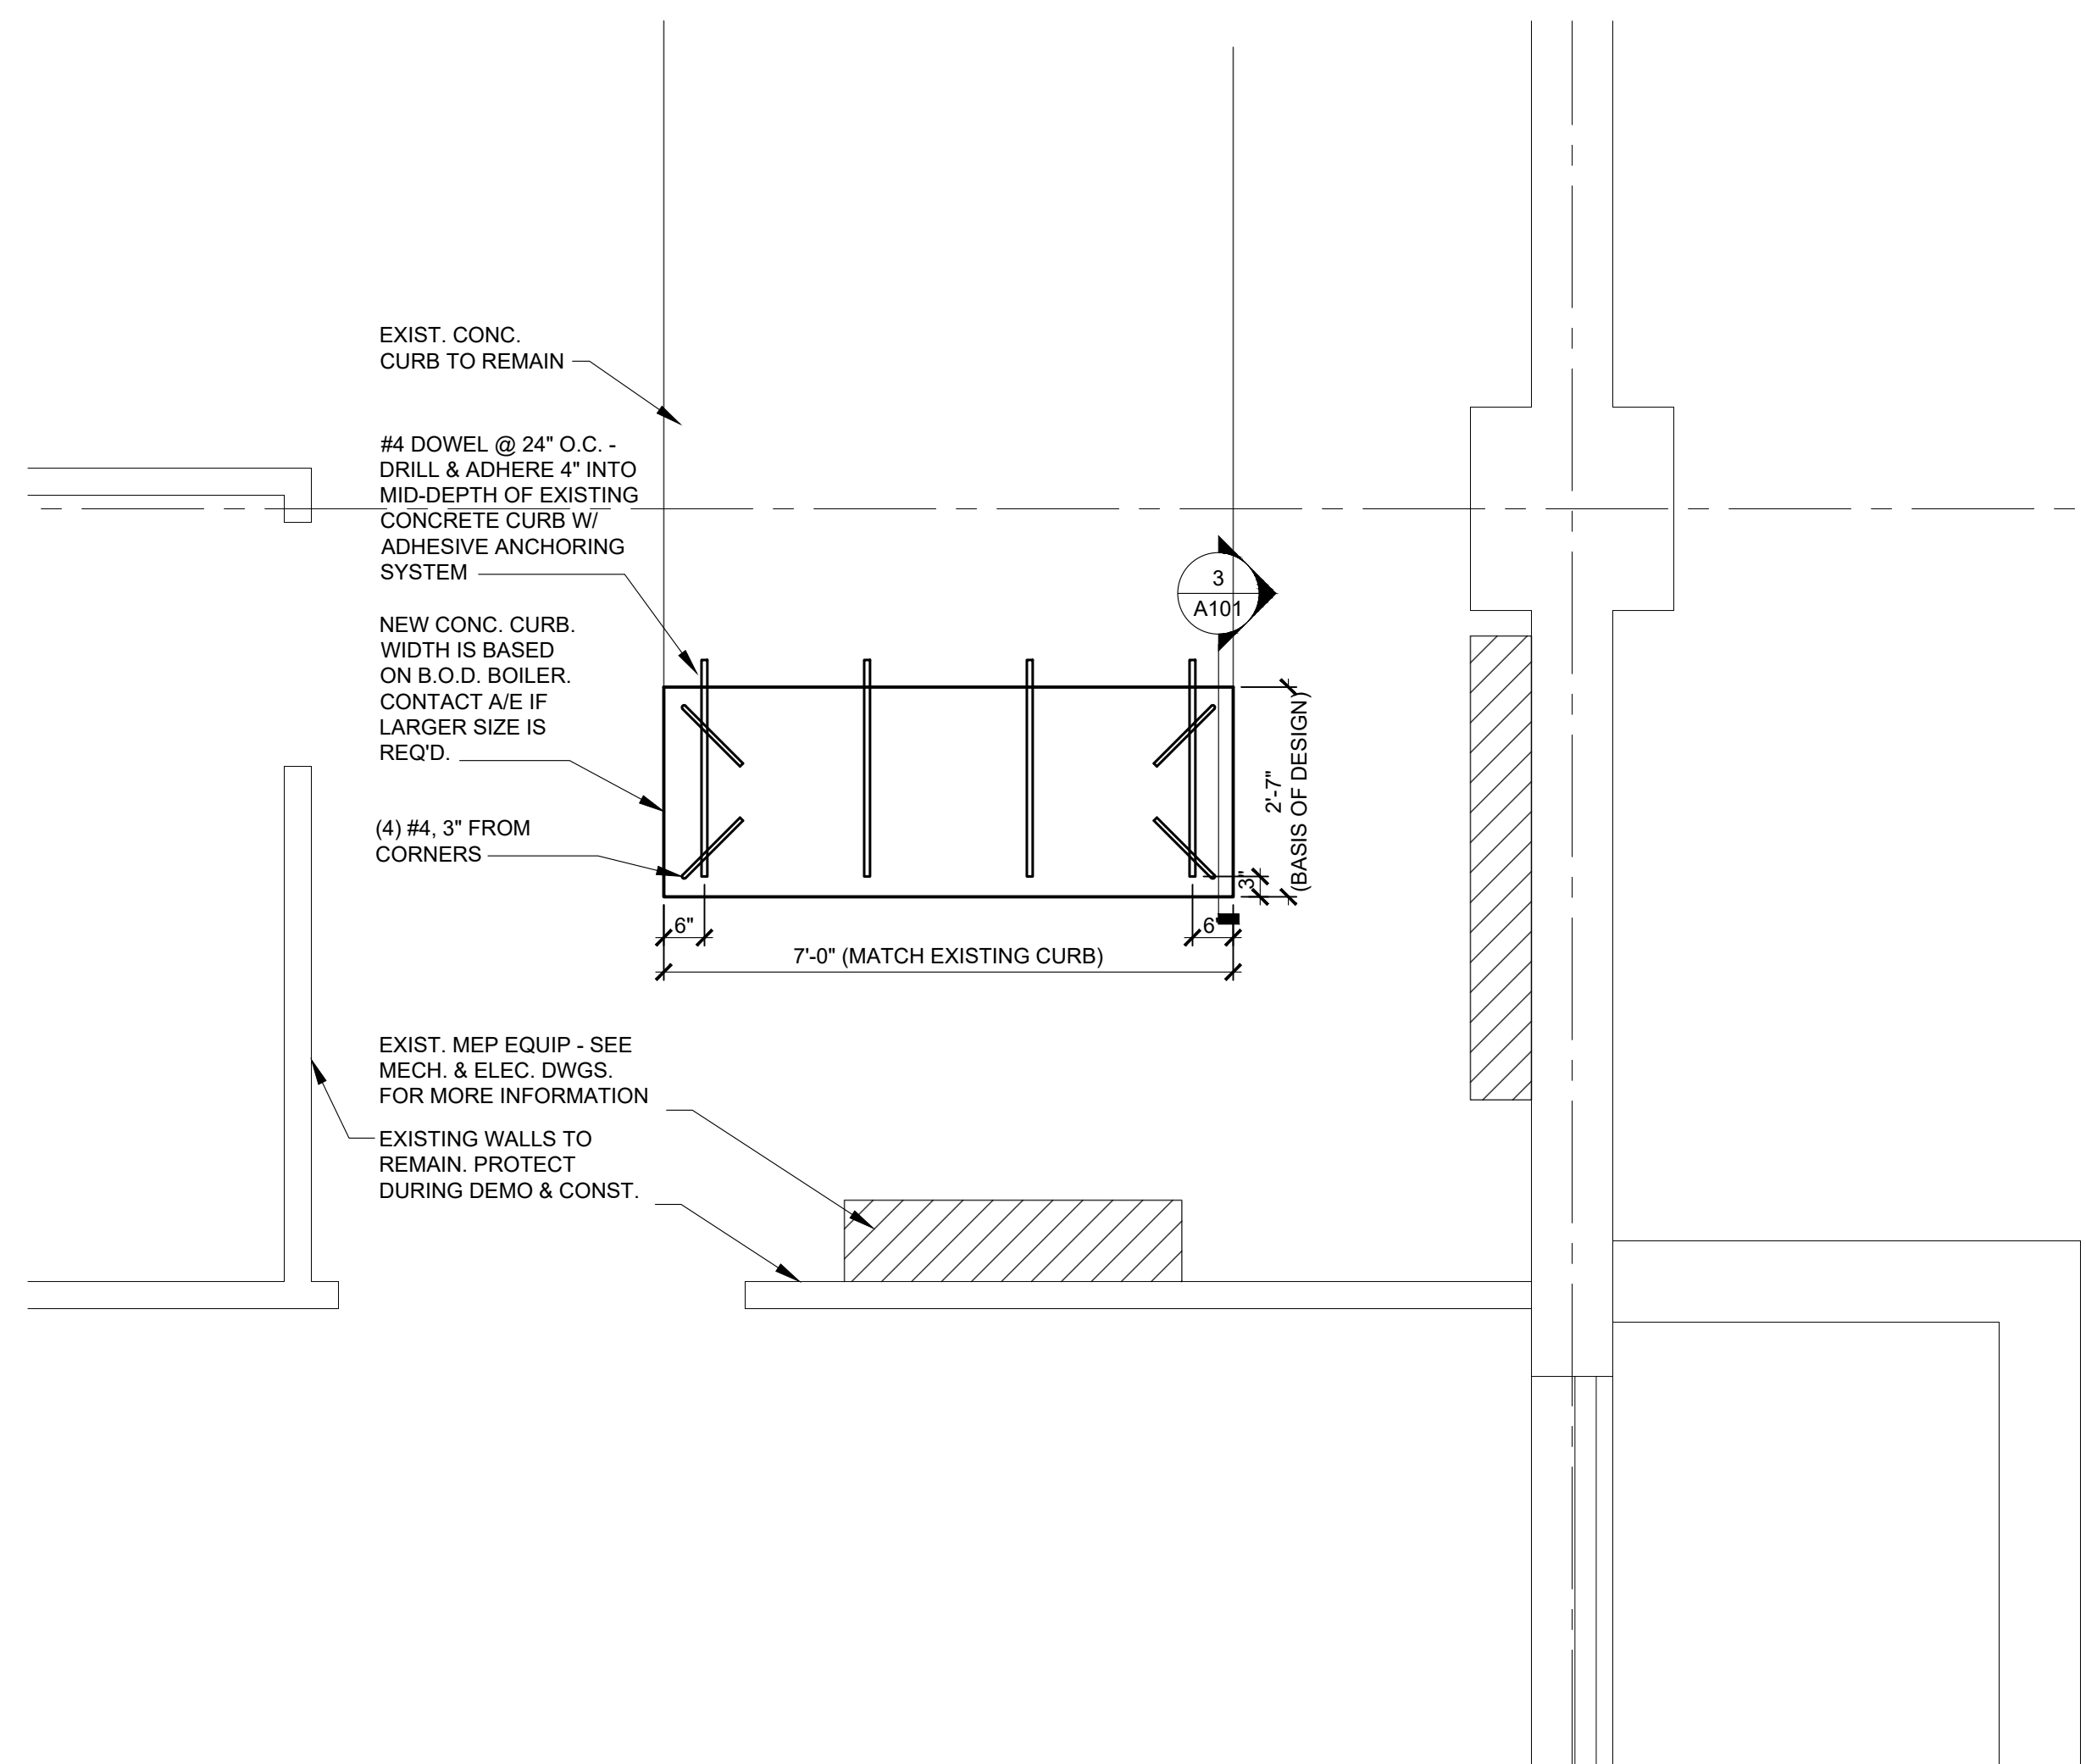 EXIST. CONC.
CURB TO REMAIN
#4 DOWEL @ 24" O.C. -
DRILL & ADHERE 4" INTO
MID-DEPTH OF EXISTING
CONCRETE CURB W/
ADHESIVE ANCHORING
SYSTEM
3
A101
NEW CONC. CURB.
WIDTH IS BASED
ON B.O.D. BOILER.
CONTACT A/E IF
LARGER SIZE IS
REQ'D.
2'-7"
(BASIS OF DESIGN)
(4) #4, 3" FROM
CORNERS
3"
6"
6"
7'-0" (MATCH EXISTING CURB)
EXIST. MEP EQUIP - SEE
MECH. & ELEC. DWGS.
FOR MORE INFORMATION
EXISTING WALLS TO
REMAIN. PROTECT
DURING DEMO & CONST.